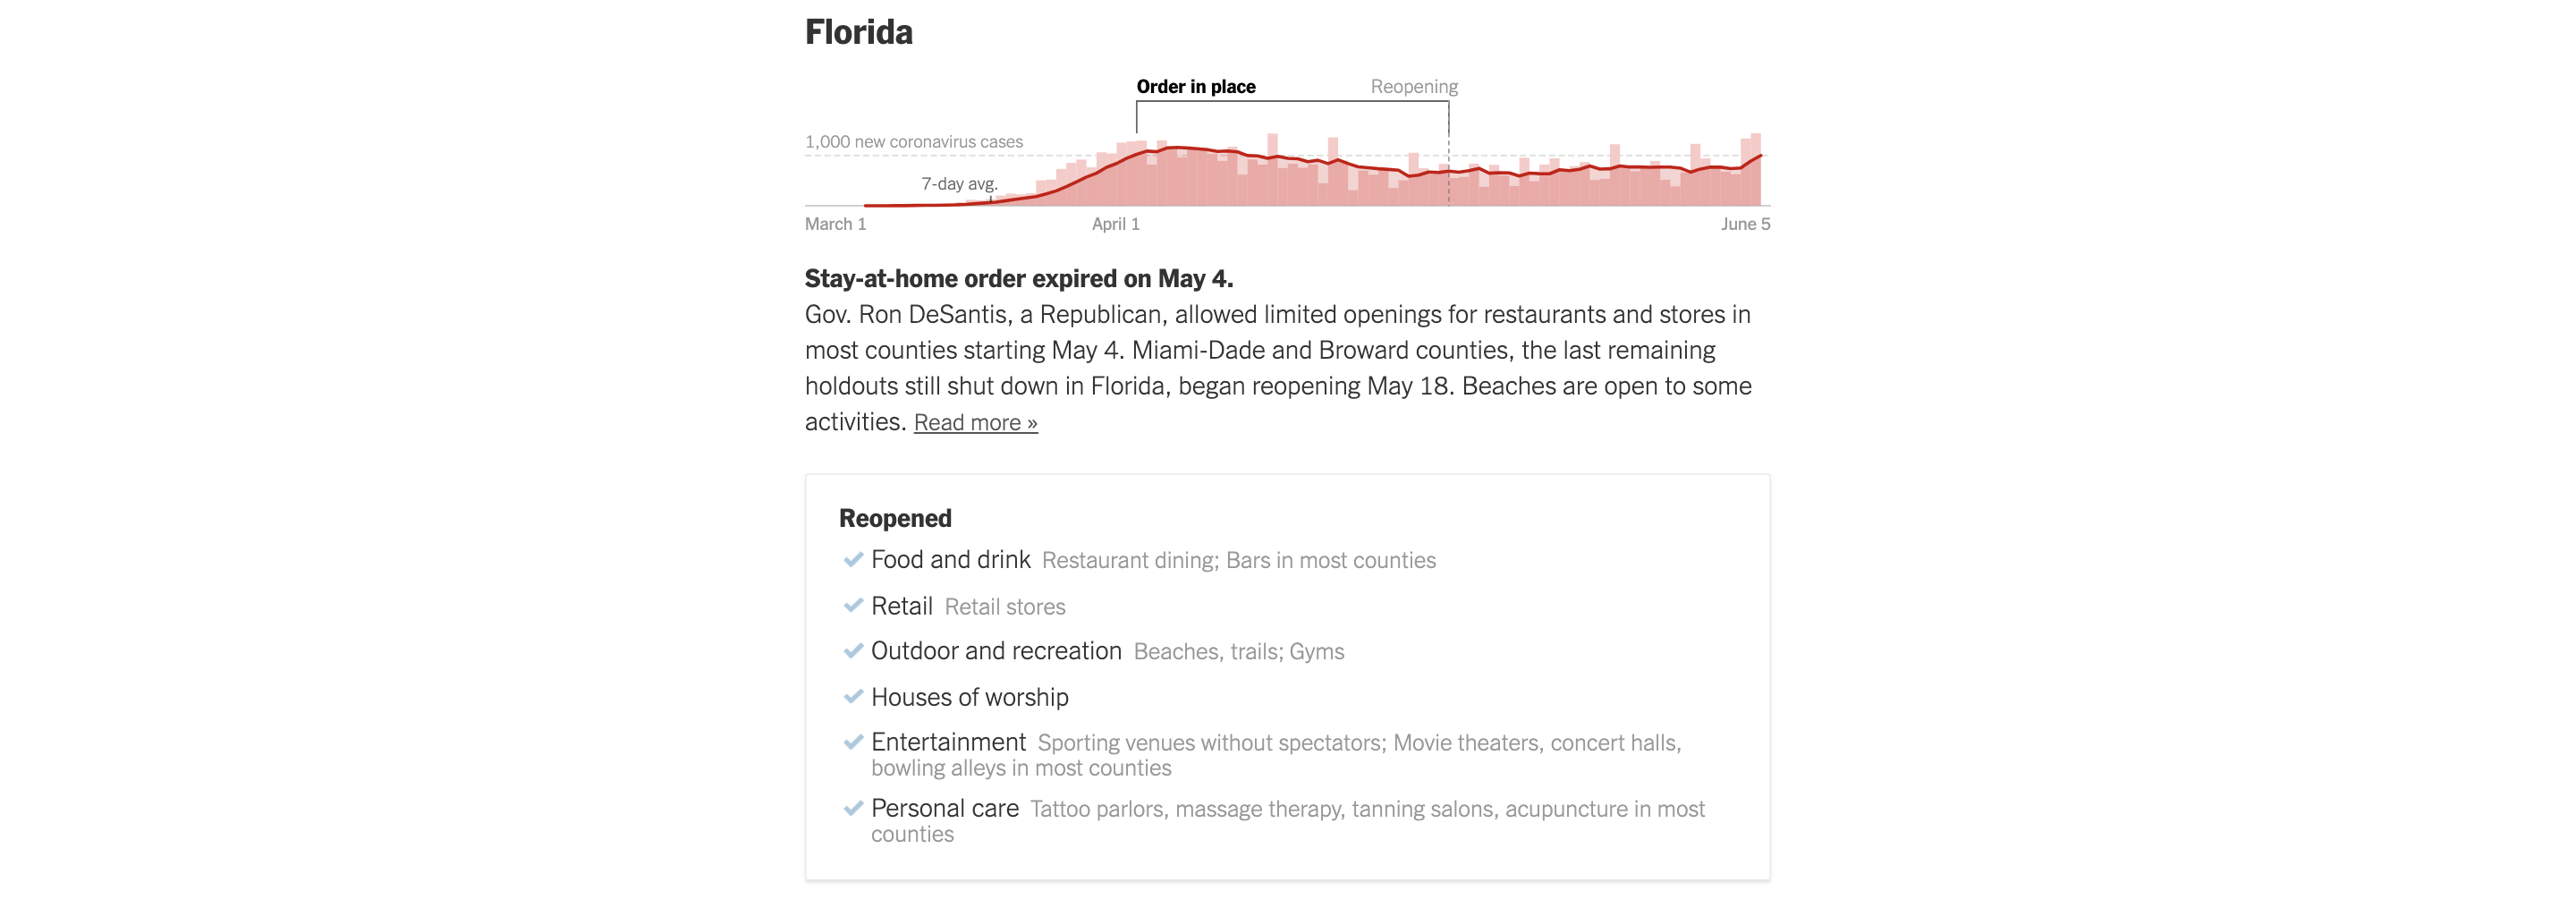 Florida
Order in place
Reopening
1,000 new coronavirus cases
7-day avg.
March 1
April 1
June 5
Stay-at-home order expired on May 4.
Gov. Ron DeSantis, a Republican, allowed limited openings for restaurants and stores in
most counties starting May 4. Miami-Dade and Broward counties, the last remaining
holdouts still shut down in Florida, began reopening May 18. Beaches are open to some
activities. Read more »
Reopened
Food and drink Restaurant dining; Bars in most counties
Retail Retail stores
Outdoor and recreation Beaches, trails; Gyms
Houses of worship
Entertainment Sporting venues without spectators; Movie theaters, concert halls,
bowling alleys in most counties
Personal care Tattoo parlors, massage therapy, tanning salons, acupuncture in most
counties